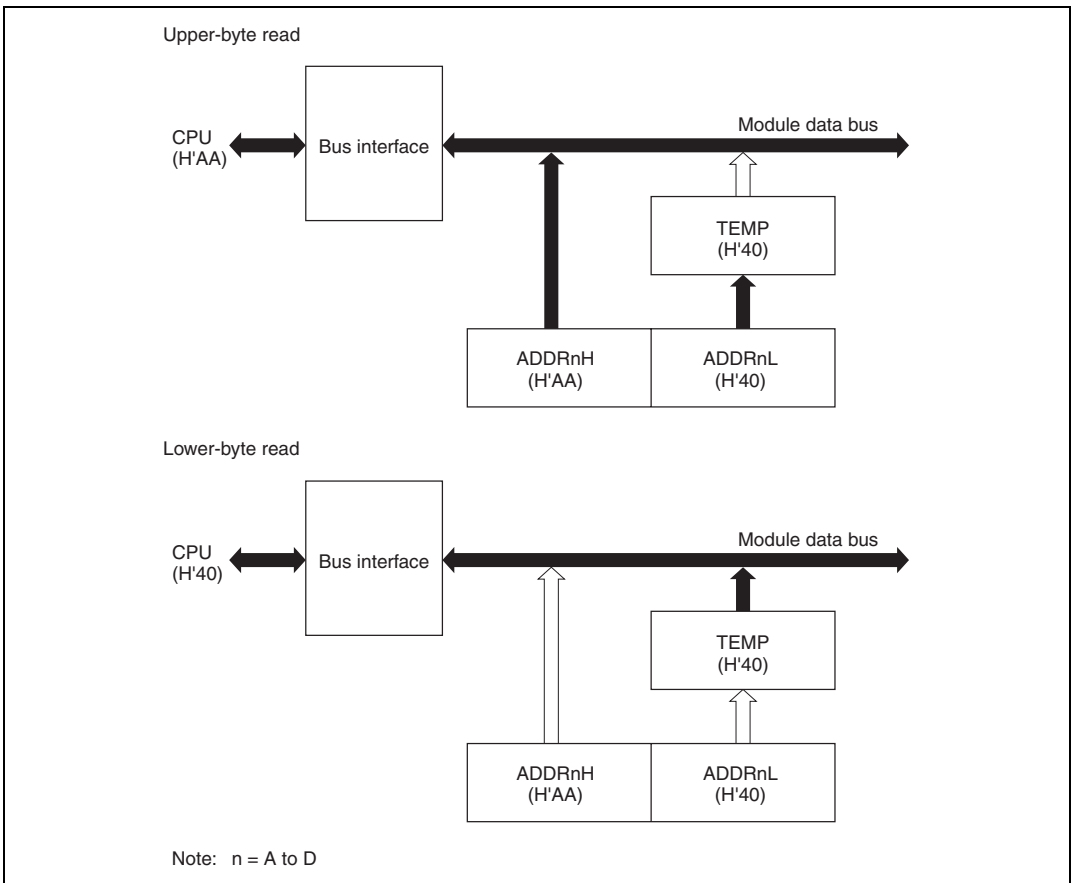 Upper-byte read
Module data bus
CPU
(H'AA)
Bus interface
TEMP
(H'40)
ADDRnH
(H'AA)
ADDRnL
(H'40)
Lower-byte read
Module data bus
CPU
(H'40)
Bus interface
TEMP
(H'40)
ADDRnH
(H'AA)
ADDRnL
(H'40)
Note: n = A to D